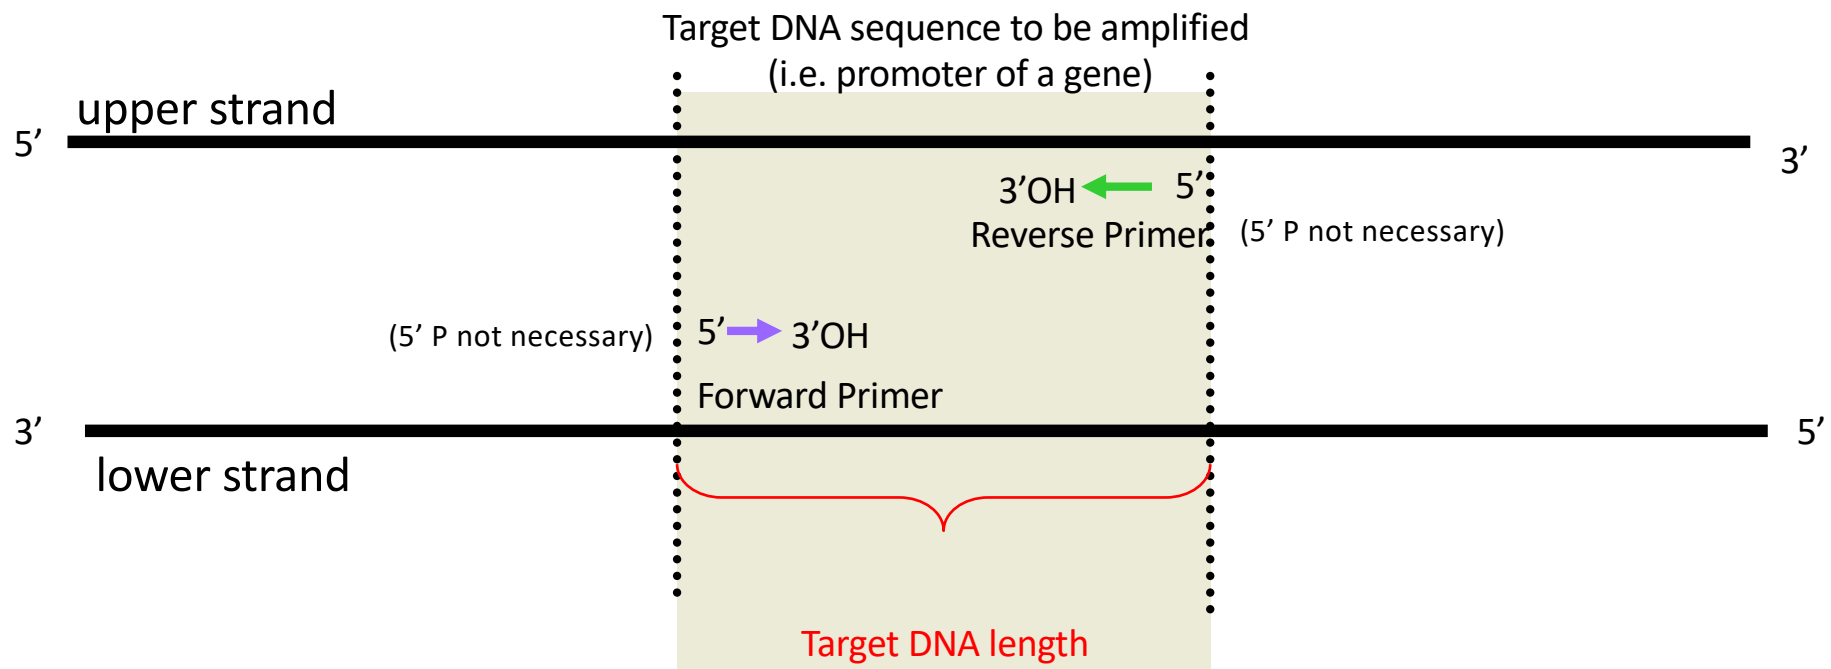 Target DNA sequence to be amplified
(i.e. promoter of a gene)
upper strand
5’
3’
3’OH 5’
Reverse Primer (5’ P not necessary)
(5’ P not necessary) 5’ 3’OH
Forward Primer
3’
5’
lower strand
Target DNA length